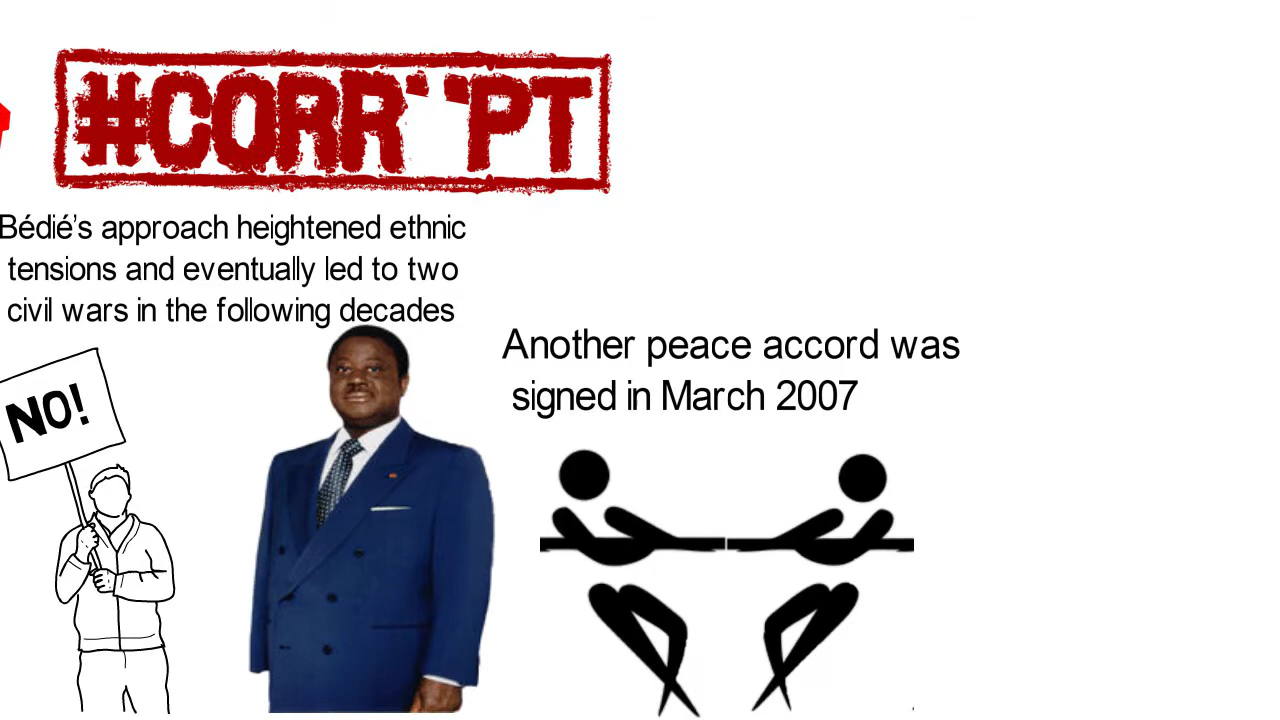 #CORR PT
Bédié’s approach heightened ethnic
tensions and eventually led to two
civil wars in the following decades
Another peace accord was
signed in March 2007
NO!